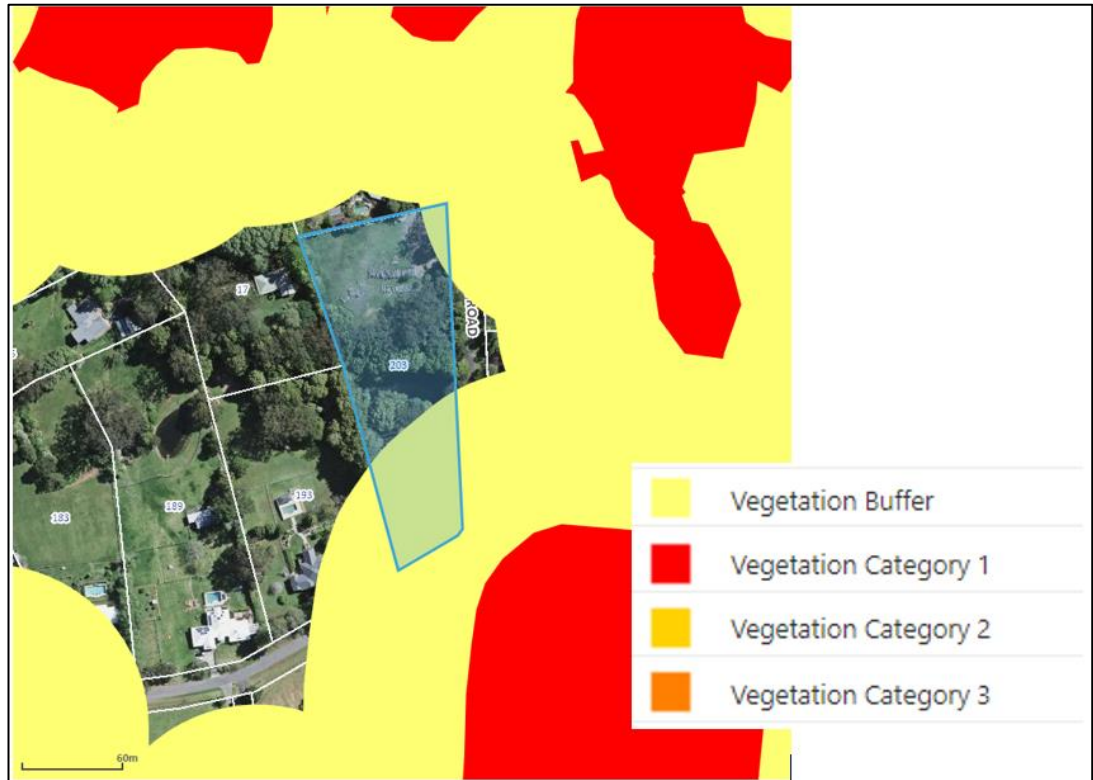 17
ROAD
203
183
189
193
60m
Vegetation Buffer
Vegetation Category 1
Vegetation Category 2
Vegetation Category 3